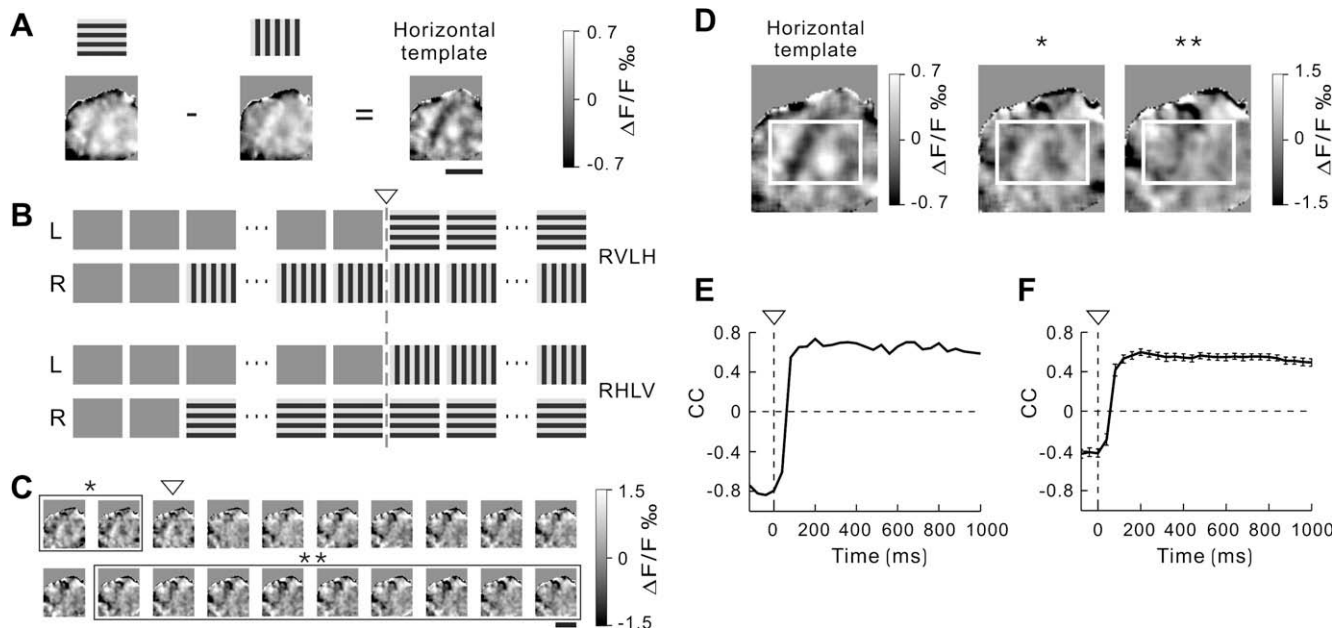 A
Horizontal
template
-
=
0.7
0
-0.7
ΔF/F ‰
B
L
R
RVLH
L
R
RHLV
C
*
**
1.5
0
-1.5
ΔF/F ‰
D
Horizontal
template
0.7
0
-0.7
ΔF/F ‰
*
**
1.5
0
-1.5
ΔF/F ‰
E
CC
0.8
0.4
0
-0.4
-0.8
0 200 400 600 800 1000
Time (ms)
F
CC
0.8
0.4
0
-0.4
-0.8
0 200 400 600 800 1000
Time (ms)